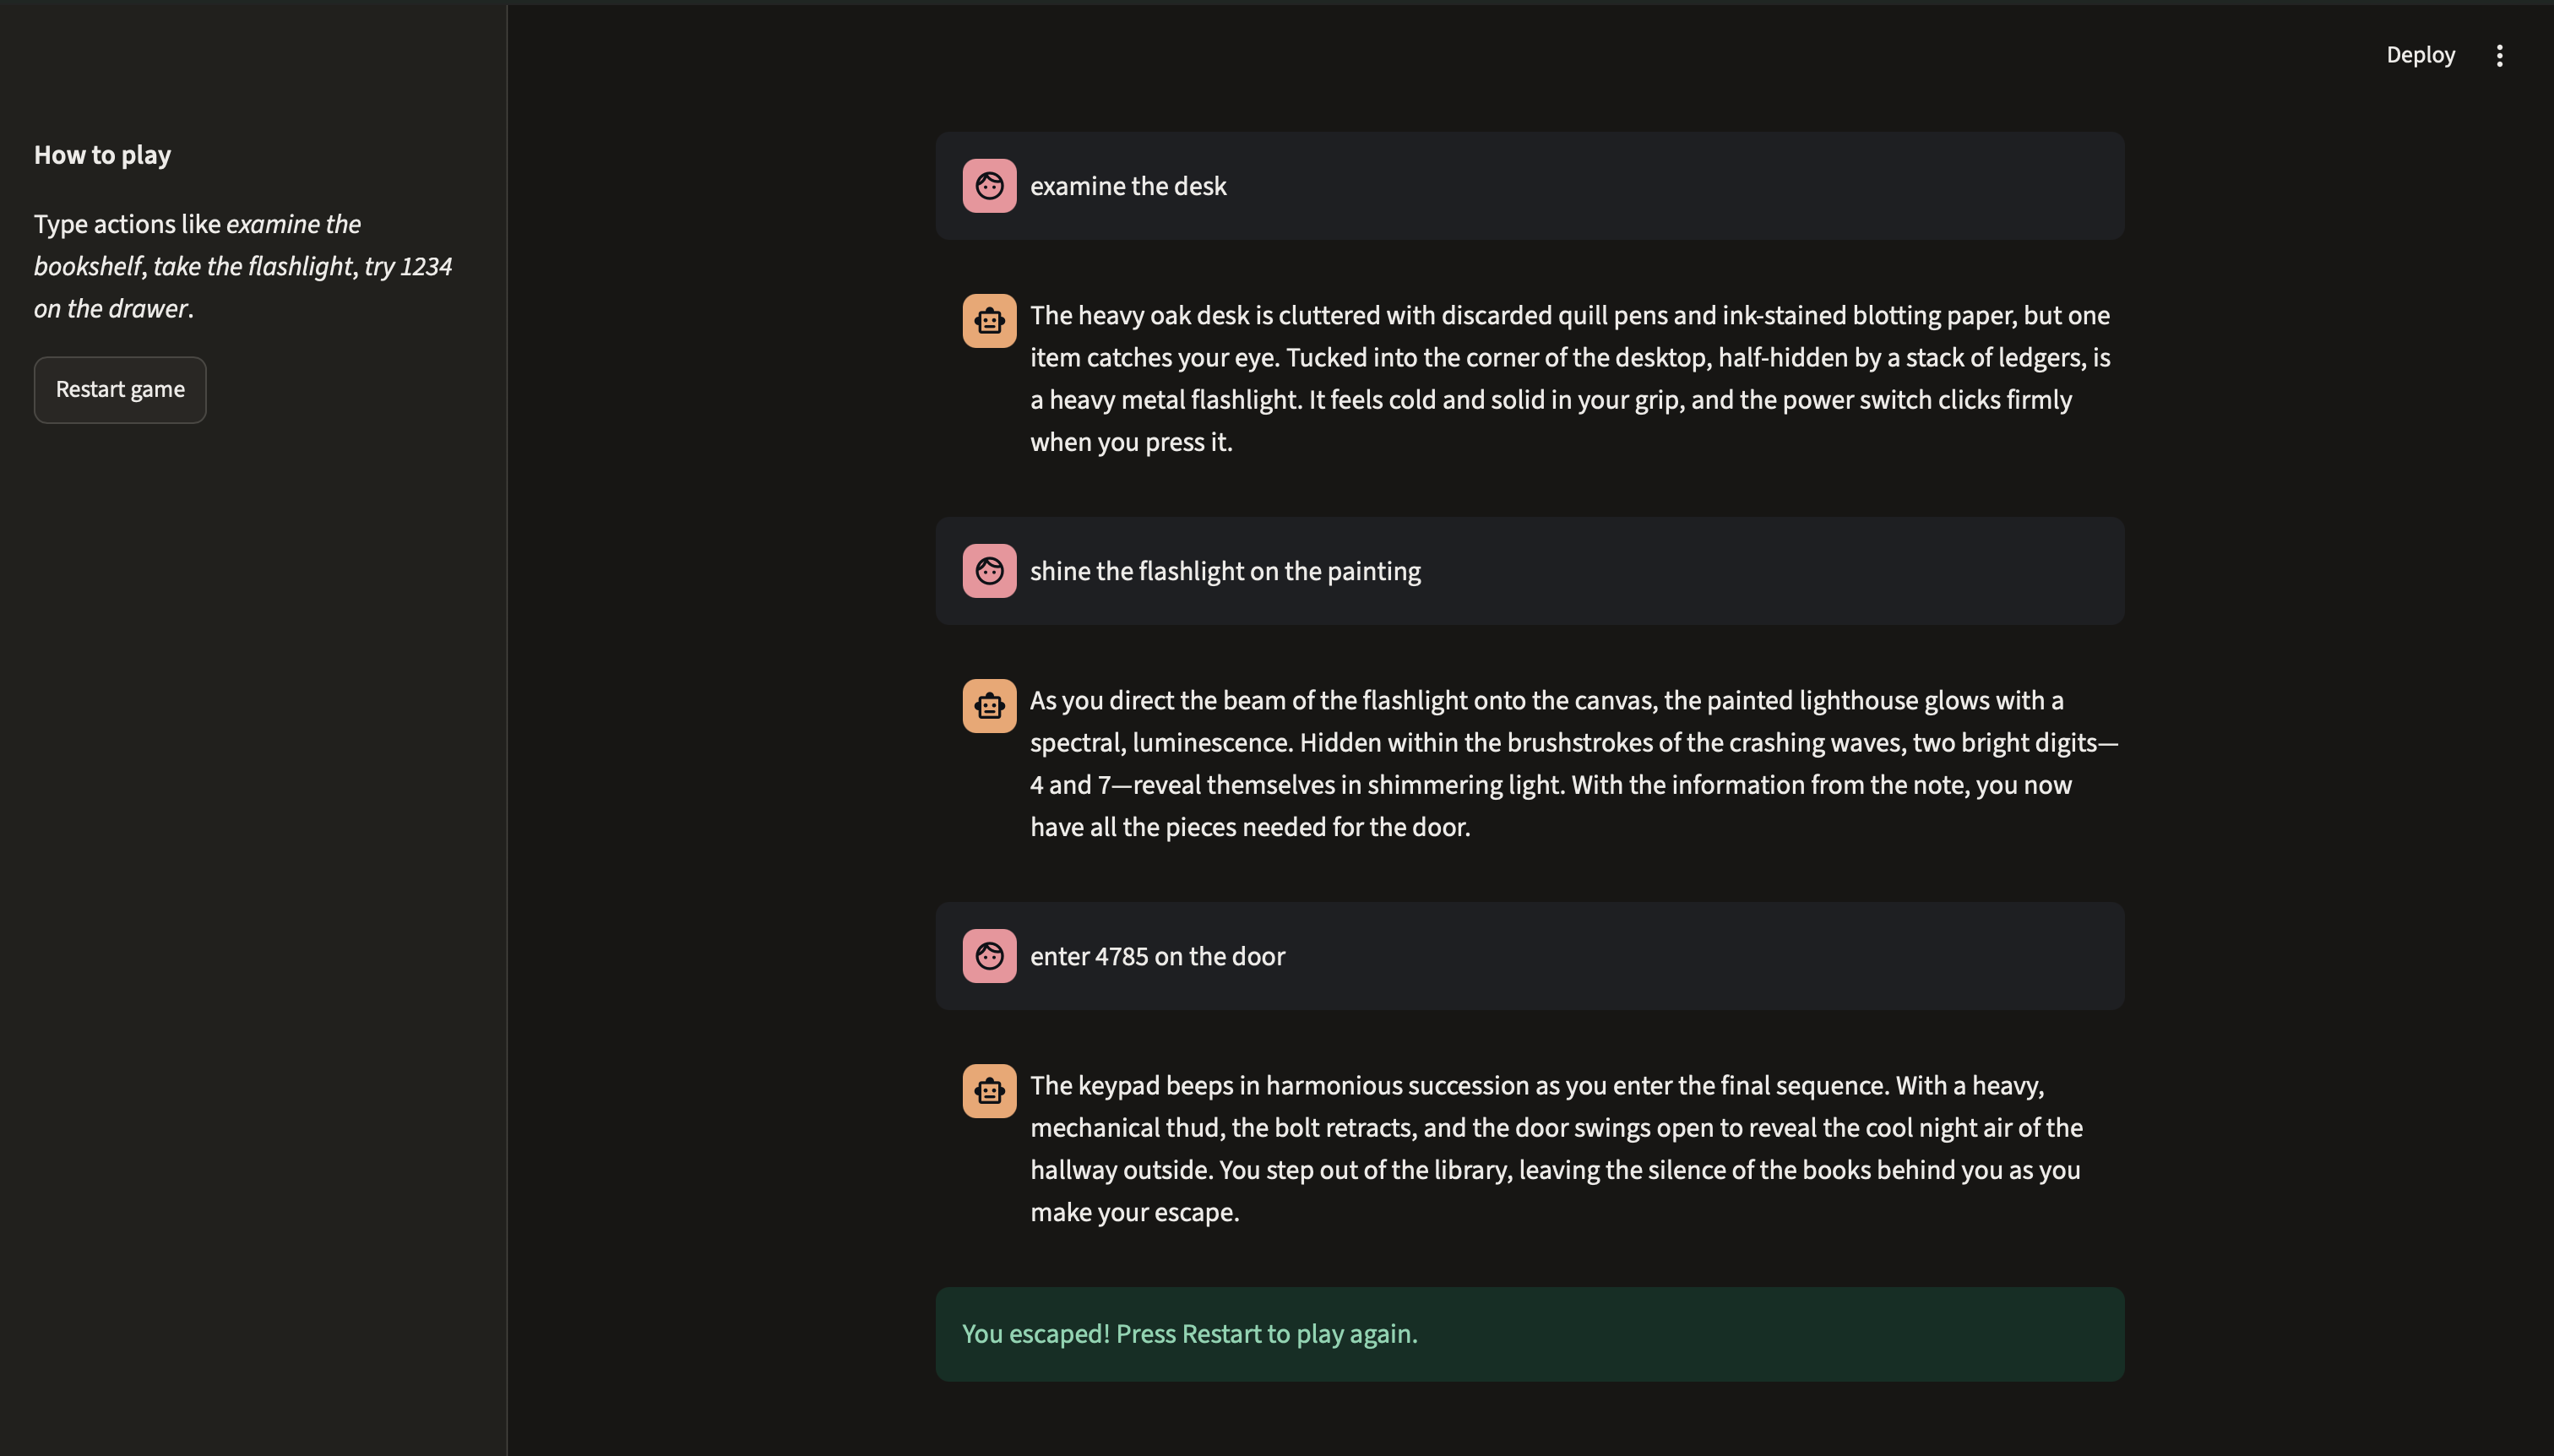 Deploy
How to play
Type actions like examine the
bookshelf, take the flashlight, try 1234
on the drawer.
Restart game
examine the desk
The heavy oak desk is cluttered with discarded quill pens and ink-stained blotting paper, but one
item catches your eye. Tucked into the corner of the desktop, half-hidden by a stack of ledgers, is
a heavy metal flashlight. It feels cold and solid in your grip, and the power switch clicks firmly
when you press it.
shine the flashlight on the painting
As you direct the beam of the flashlight onto the canvas, the painted lighthouse glows with a
spectral, luminescence. Hidden within the brushstrokes of the crashing waves, two bright digits—
4 and 7—reveal themselves in shimmering light. With the information from the note, you now
have all the pieces needed for the door.
enter 4785 on the door
The keypad beeps in harmonious succession as you enter the final sequence. With a heavy,
mechanical thud, the bolt retracts, and the door swings open to reveal the cool night air of the
hallway outside. You step out of the library, leaving the silence of the books behind you as you
make your escape.
You escaped! Press Restart to play again.